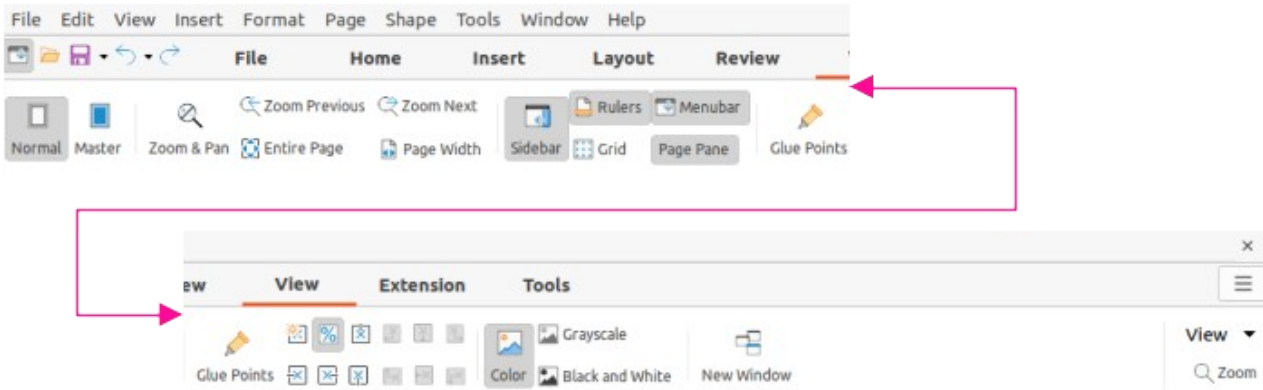 File Edit View Insert Format Page Shape Tools Window Help
File Home Insert Layout Review
Zoom Previous Zoom Next Rulers Menubar
Normal Master Zoom & Pan Entire Page Page Width Sidebar Grid Page Pane Glue Points
ew View Extension Tools
Grayscale View
Glue Points Color Black and White New Window Zoom